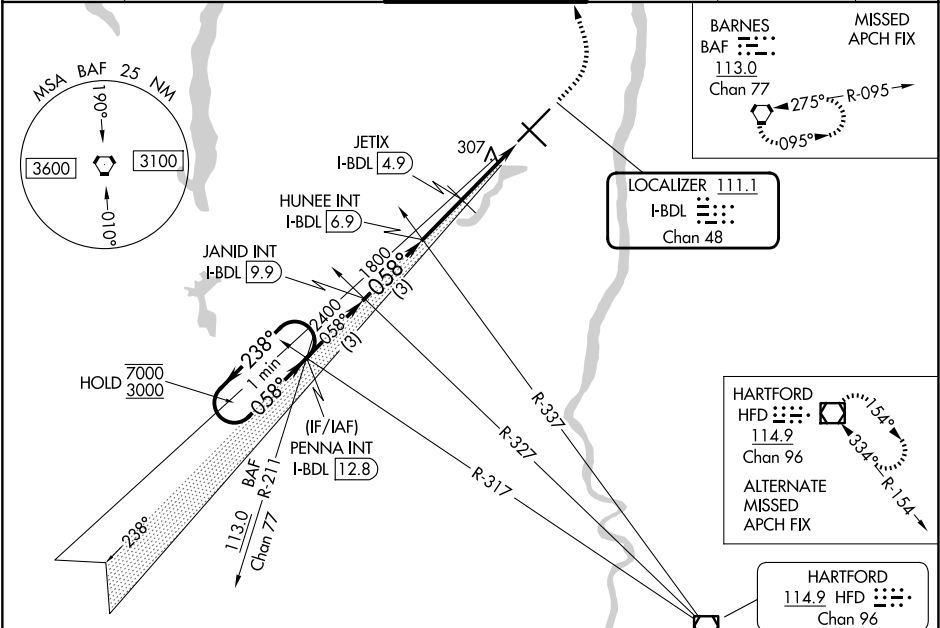 MSA BAF 25 NM
190°
3600
3100
010°
BARNES
BAF
113.0
Chan 77
MISSED
APCH FIX
275°
R-095
095°
JETIX
I-BDL 4.9
307
HUNEE INT
I-BDL 6.9
LOCALIZER 111.1
I-BDL
Chan 48
JANID INT
I-BDL 9.9
1800
058°
(3)
2400
058°
(3)
238°
1 min
058°
HOLD 7000
3000
(IF/IAF)
PENNA INT
I-BDL 12.8
BAF
R-211
113.0
Chan 77
238°
R-337
R-327
R-317
HARTFORD
HFD
114.9
Chan 96
154°
334°
R-154
ALTERNATE
MISSED
APCH FIX
HARTFORD
114.9 HFD
Chan 96